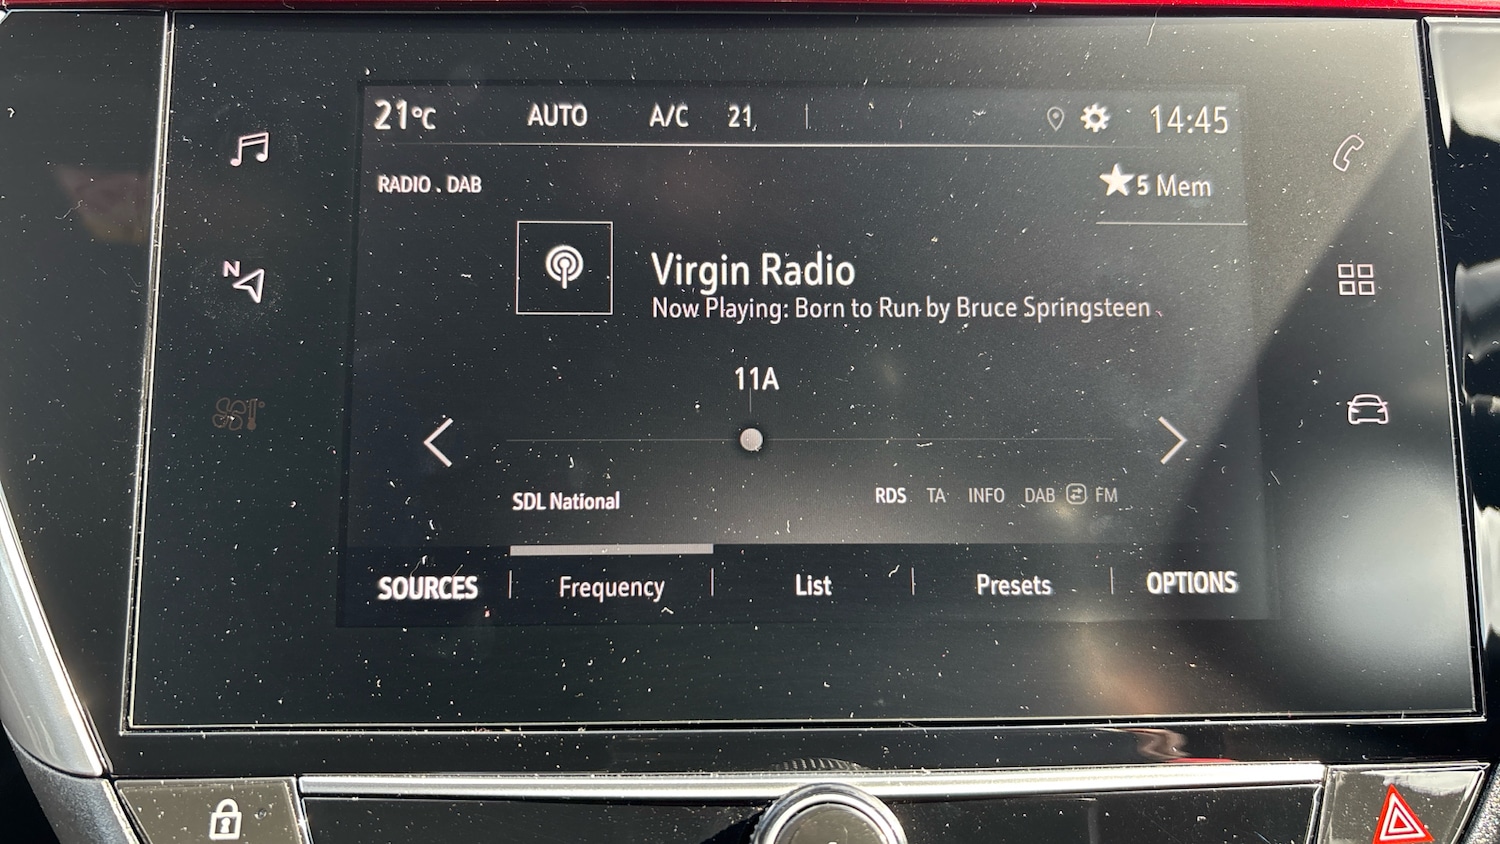 21°C AUTO A/C 21 14:45
RADIO . DAB
5 Mem
N
Virgin Radio
Now Playing: Born to Run by Bruce Springsteen
11A
SDL National
RDS TA INFO DAB FM
SOURCES Frequency List Presets OPTIONS